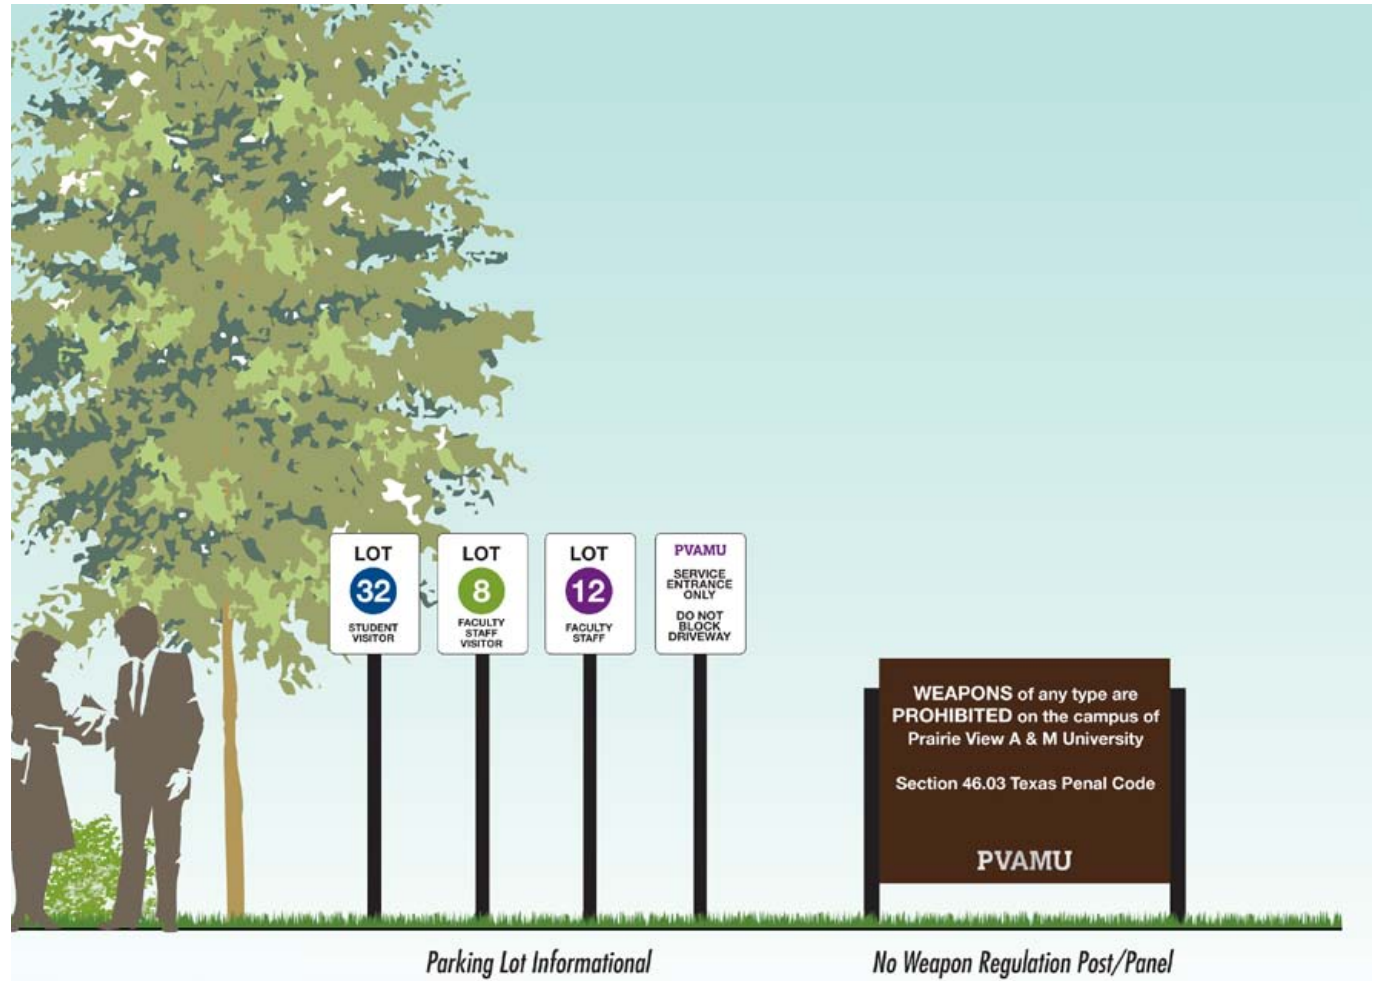 LOT
32
STUDENT
VISITOR
LOT
8
FACULTY
STAFF
VISITOR
LOT
12
FACULTY
STAFF
PVAMU
SERVICE
ENTRANCE
ONLY
DO NOT
BLOCK
DRIVEWAY
WEAPONS of any type are
PROHIBITED on the campus of
Prairie View A & M University
Section 46.03 Texas Penal Code
PVAMU
Parking Lot Informational
No Weapon Regulation Post/Panel